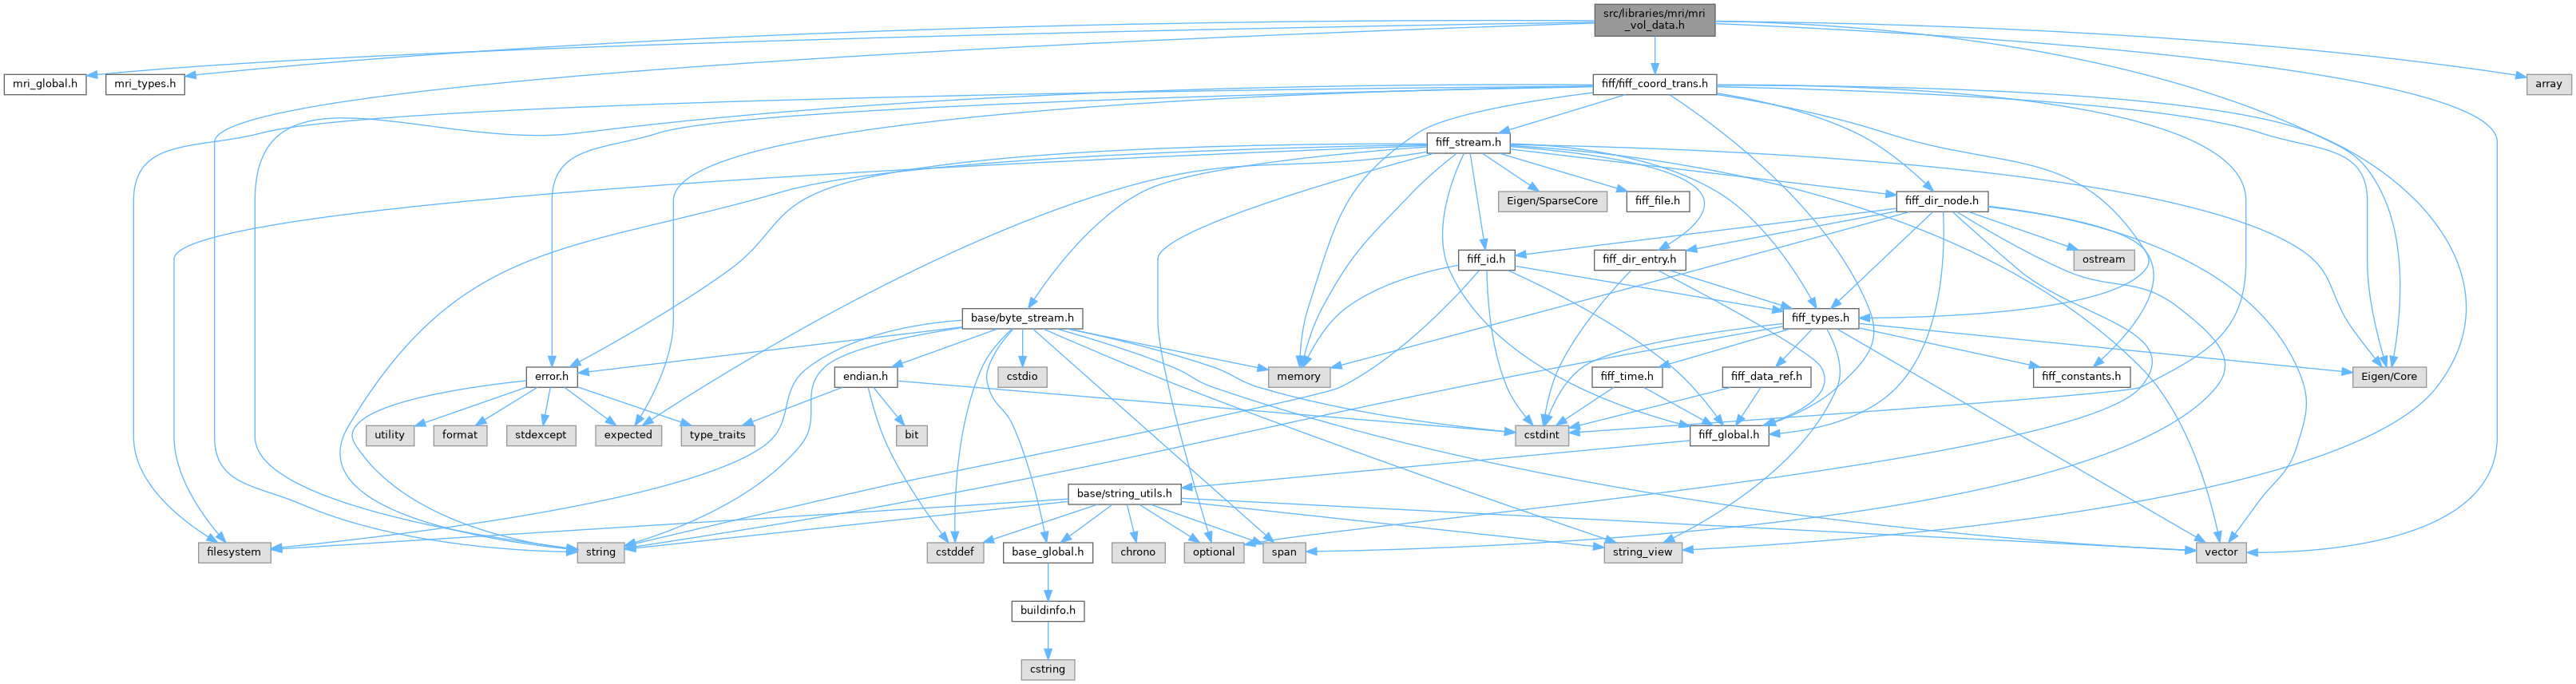 src/libraries/mri/mri
_vol_data.h
mri_global.h
mri_types.h
fiff/fiff_coord_trans.h
array
fiff_stream.h
Eigen/SparseCore
fiff_file.h
fiff_dir_node.h
fiff_id.h
fiff_dir_entry.h
ostream
base/byte_stream.h
fiff_types.h
error.h
endian.h
cstdio
memory
fiff_time.h
fiff_data_ref.h
fiff_constants.h
Eigen/Core
utility
format
stdexcept
expected
type_traits
bit
cstdint
fiff_global.h
base/string_utils.h
filesystem
string
cstddef
base_global.h
chrono
optional
span
string_view
vector
buildinfo.h
cstring